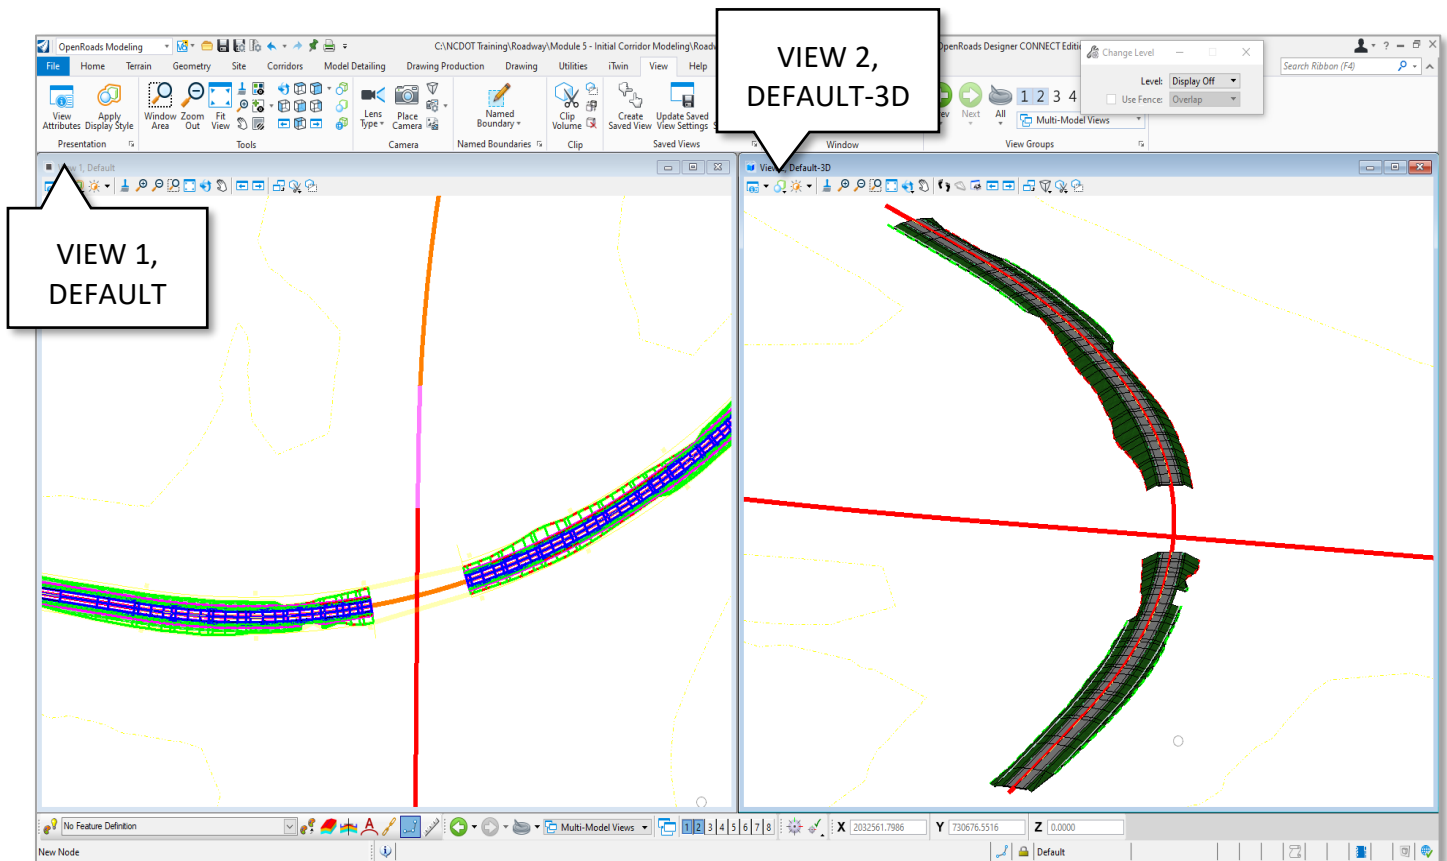 VIEW 2,
DEFAULT-3D
OpenRoads Modeling
C:\NCDOT Training\Roadway\Module 5 - Initial Corridor Modeling\Roadw
OpenRoads Designer CONNECT Editi
File Home Terrain Geometry Site Corridors Model Detailing Drawing Production Drawing Utilities iTwin View Help
Search Ribbon (F4)
Change Level
Level: Display Off
Use Fence: Overlap
View Attributes
Apply Display Style
Presentation
Window Area
Zoom Out
Fit View
Tools
Lens Type
Place Camera
Camera
Named Boundary
Named Boundaries
Clip Volume
Clip
Create Saved View
Update Saved View Settings
Saved Views
Window
Next
All
1 2 3 4
Multi-Model Views
View Groups
View 2, Default-3D
1, Default
VIEW 1,
DEFAULT
No Feature Definition
Multi-Model Views
1 2 3 4 5 6 7 8
X 2032561.7986
Y 730676.5516
Z 0.0000
New Node
Default